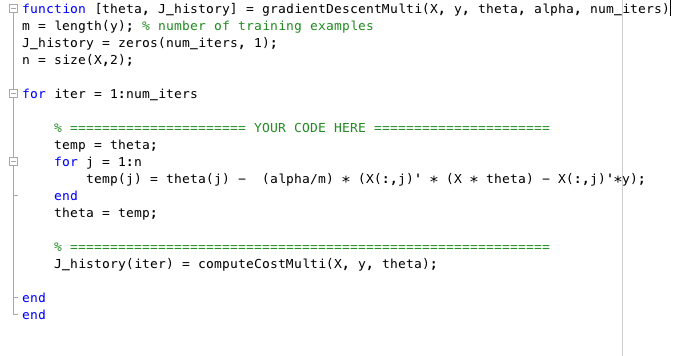 function [theta, J_history] = gradientDescentMulti(X, y, theta, alpha, num_iters)
m = length(y); % number of training examples
J_history = zeros(num_iters, 1);
n = size(X,2);
for iter = 1:num_iters
% ====================== YOUR CODE HERE ======================
temp = theta;
for j = 1:n
temp(j) = theta(j) -  (alpha/m) * (X(:,j)' * (X * theta) - X(:,j)'*y);
end
theta = temp;
% ============================================================
J_history(iter) = computeCostMulti(X, y, theta);
end
end